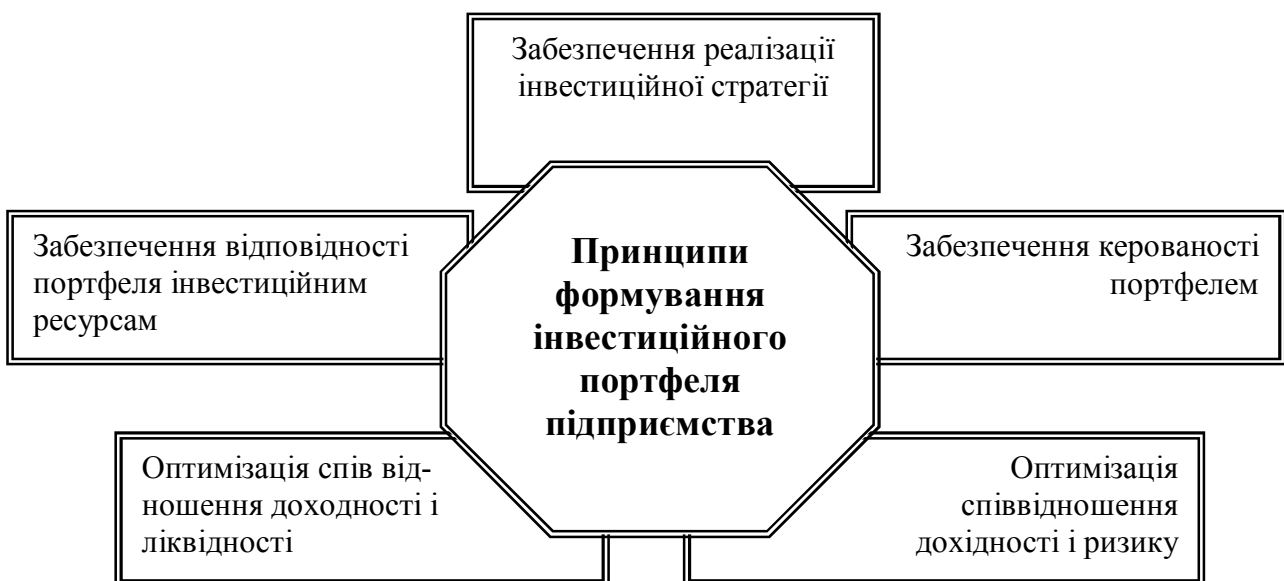 Забезпечення реалізації
інвестиційної стратегії
Забезпечення відповідності
портфеля інвестиційним
ресурсам
Принципи
формування
інвестиційного
портфеля
підприємства
Забезпечення керованості
портфелем
Оптимізація спів від-
ношення доходності і
ліквідності
Оптимізація
співвідношення
дохідності і ризику